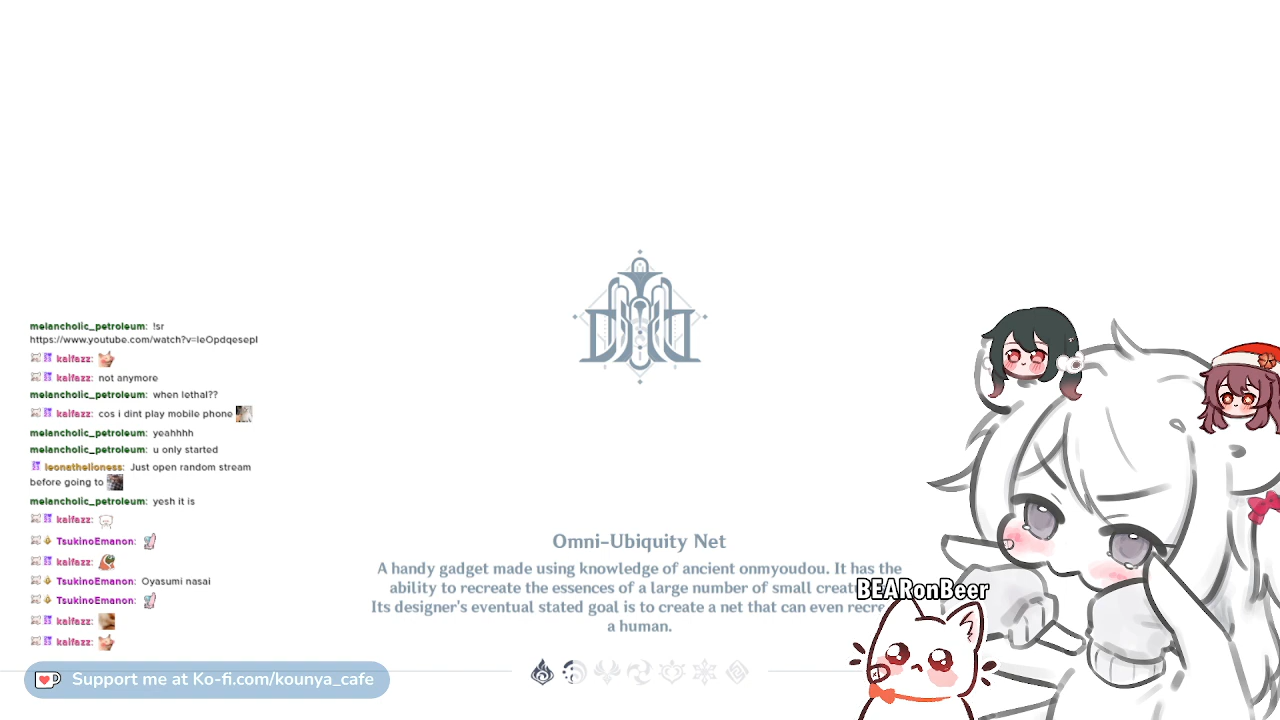 melancholic_petroleum: !sr
https://www.youtube.com/watch?v=IeOpdqesepI
kaifazz:
kaifazz: not anymore
melancholic_petroleum: when lethal??
kaifazz: cos i dint play mobile phone
melancholic_petroleum: yeahhhh
melancholic_petroleum: u only started
leonathelioness: Just open random stream
before going to
melancholic_petroleum: yesh it is
kaifazz:
TsukinoEmanon:
kaifazz:
TsukinoEmanon: Oyasumi nasai
TsukinoEmanon:
kaifazz:
kaifazz:
Support me at Ko-fi.com/kounya_cafe
Omni-Ubiquity Net
A handy gadget made using knowledge of ancient onmyoudou. It has the
ability to recreate the essences of a large number of small
Its designer's eventual stated goal is to create a net that can even
a human.
BEARonBeer